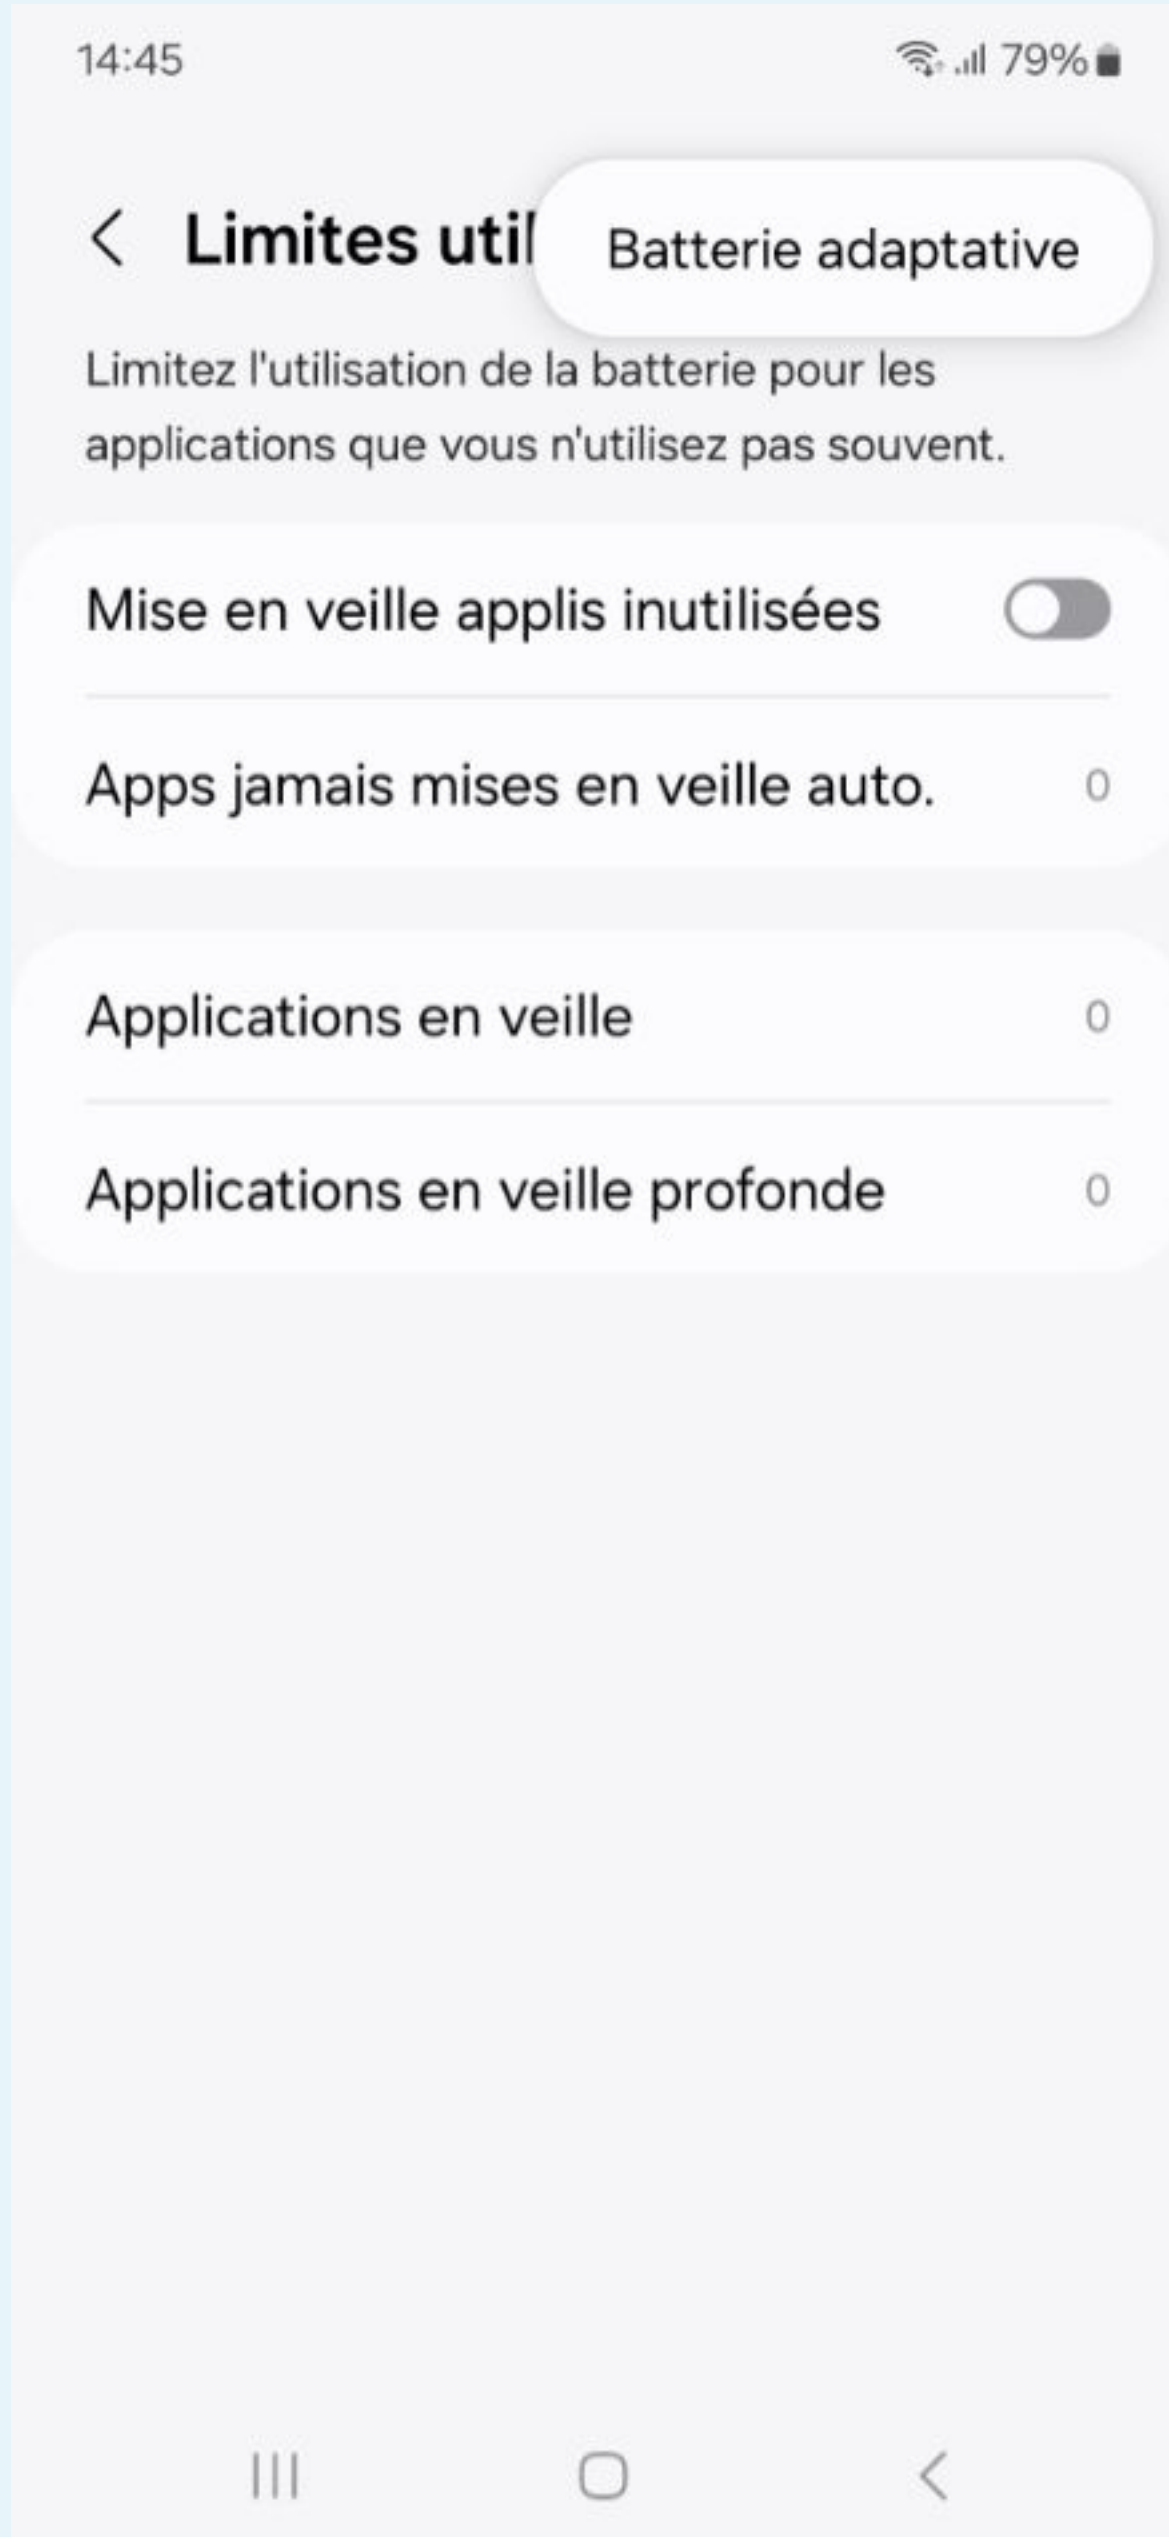 14:45
79%
Limites util
Batterie adaptative
Limitez l'utilisation de la batterie pour les
applications que vous n'utilisez pas souvent.
Mise en veille applis inutilisées
Apps jamais mises en veille auto. 0
Applications en veille 0
Applications en veille profonde 0